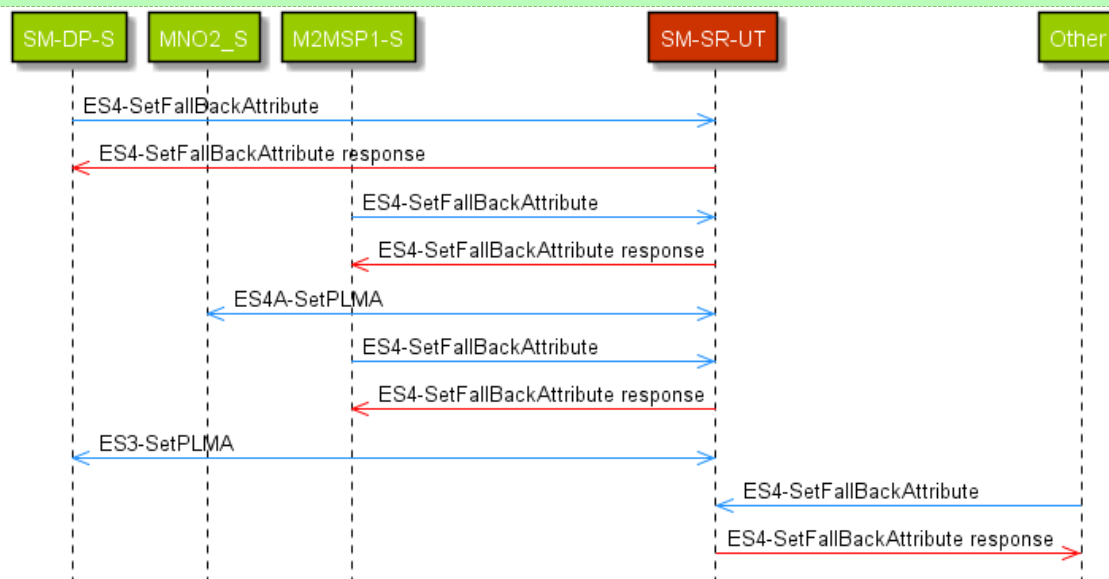 SM-DP-S MNO2_S M2MSP1-S SM-SR-UT Other
ES4-SetFallBackAttribute
ES4-SetFallBackAttribute response
ES4-SetFallBackAttribute
ES4-SetFallBackAttribute response
ES4A-SetPLMA
ES4-SetFallBackAttribute
ES4-SetFallBackAttribute response
ES3-SetPLMA
ES4-SetFallBackAttribute
ES4-SetFallBackAttribute response